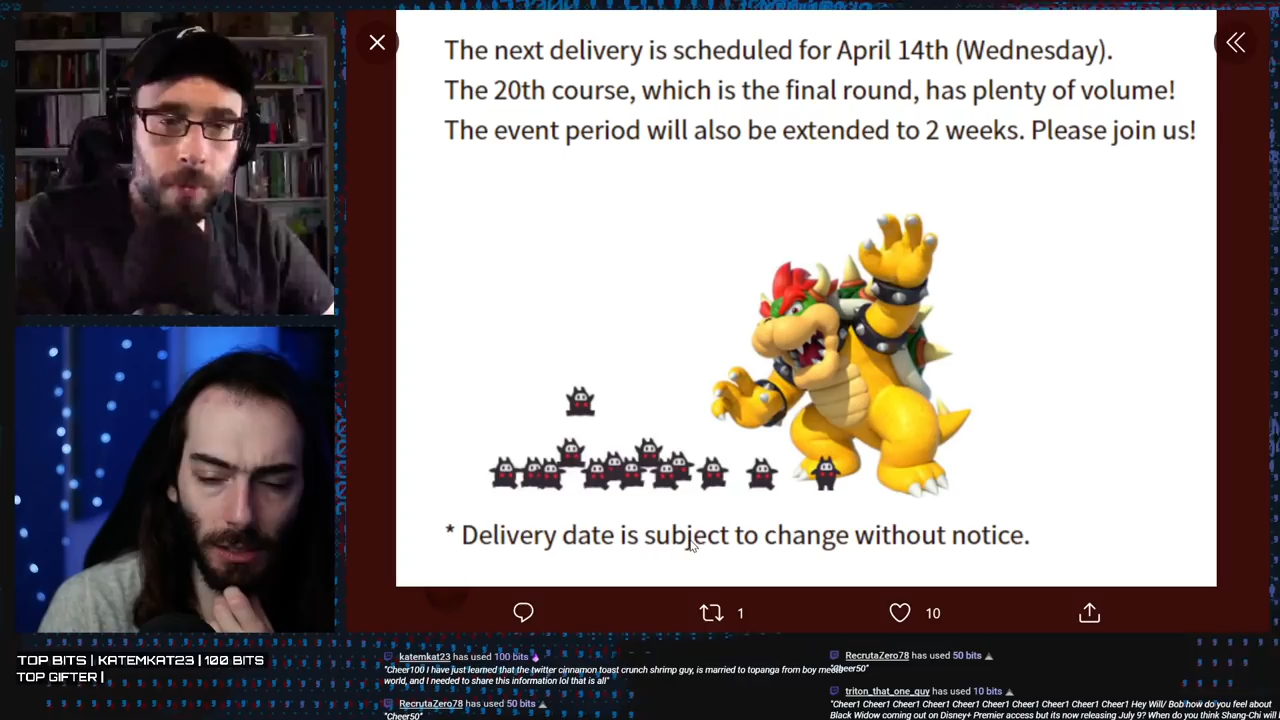 The next delivery is scheduled for April 14th (Wednesday).
The 20th course, which is the final round, has plenty of volume!
The event period will also be extended to 2 weeks. Please join us!
* Delivery date is subject to change without notice.
1
10
TOP BITS | KATEMKAT23 | 100 BITS
TOP GIFTER |
katemkat23 has used 100 bits
"Cheer100 I have just learned that the twitter cinnamon toast crunch shrimp guy, is married to topanga from boy meets
world, and I needed to share this information lol that is all"
RecrutaZero78 has used 50 bits
"Cheer50"
RecrutaZero78 has used 50 bits
"Cheer50"
triton_that_one_guy has used 10 bits
"Cheer1 Cheer1 Cheer1 Cheer1 Cheer1 Cheer1 Cheer1 Cheer1 Cheer1 Cheer1 Hey Will/ Bob how do you feel about
Black Widow coming out on Disney+ Premier access but its now releasing July 9? When do you think Shang-Chi will